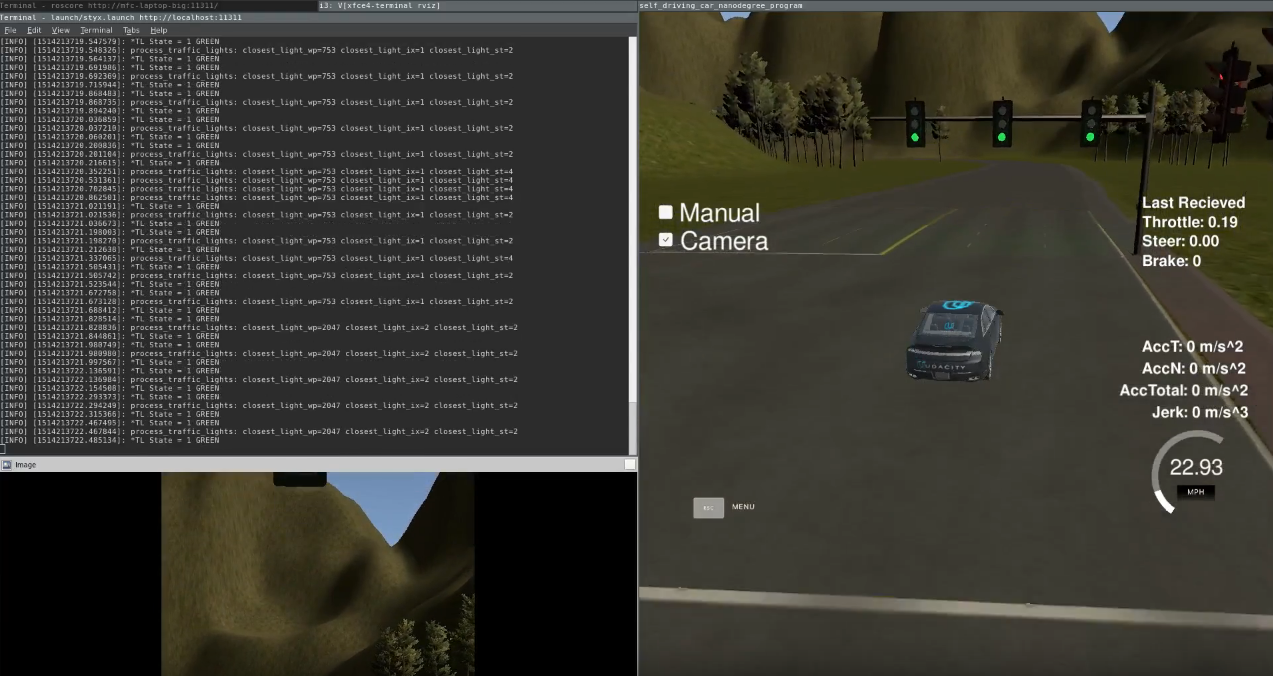 Terminal - roscore http://mfc-laptop-big:11311/
i3: V[xfce4-terminal rviz]
self_driving_car_nanodegree_program
Terminal - launch/styx.launch http://localhost:11311
File Edit View Terminal Tabs Help
[INFO] [1514213719.547579]: *TL State = 1 GREEN
[INFO] [1514213719.548326]: process_traffic_lights: closest_light_wp=753 closest_light_ix=1 closest_light_st=2
[INFO] [1514213719.564137]: *TL State = 1 GREEN
[INFO] [1514213719.691986]: *TL State = 1 GREEN
[INFO] [1514213719.692309]: process_traffic_lights: closest_light_wp=753 closest_light_ix=1 closest_light_st=2
[INFO] [1514213719.715944]: *TL State = 1 GREEN
[INFO] [1514213719.868483]: *TL State = 1 GREEN
[INFO] [1514213719.868735]: process_traffic_lights: closest_light_wp=753 closest_light_ix=1 closest_light_st=2
[INFO] [1514213719.894240]: *TL State = 1 GREEN
[INFO] [1514213720.036859]: *TL State = 1 GREEN
[INFO] [1514213720.037210]: process_traffic_lights: closest_light_wp=753 closest_light_ix=1 closest_light_st=2
[INFO] [1514213720.060201]: *TL State = 1 GREEN
[INFO] [1514213720.200836]: *TL State = 1 GREEN
[INFO] [1514213720.201104]: process_traffic_lights: closest_light_wp=753 closest_light_ix=1 closest_light_st=2
[INFO] [1514213720.216615]: *TL State = 1 GREEN
[INFO] [1514213720.352251]: process_traffic_lights: closest_light_wp=753 closest_light_ix=1 closest_light_st=4
[INFO] [1514213720.531361]: process_traffic_lights: closest_light_wp=753 closest_light_ix=1 closest_light_st=4
[INFO] [1514213720.702845]: process_traffic_lights: closest_light_wp=753 closest_light_ix=1 closest_light_st=4
[INFO] [1514213720.862501]: process_traffic_lights: closest_light_wp=753 closest_light_ix=1 closest_light_st=4
[INFO] [1514213721.021191]: *TL State = 1 GREEN
[INFO] [1514213721.021536]: process_traffic_lights: closest_light_wp=753 closest_light_ix=1 closest_light_st=2
[INFO] [1514213721.036673]: *TL State = 1 GREEN
[INFO] [1514213721.198003]: *TL State = 1 GREEN
[INFO] [1514213721.198270]: process_traffic_lights: closest_light_wp=753 closest_light_ix=1 closest_light_st=2
[INFO] [1514213721.212638]: *TL State = 1 GREEN
[INFO] [1514213721.337065]: process_traffic_lights: closest_light_wp=753 closest_light_ix=1 closest_light_st=4
[INFO] [1514213721.505431]: *TL State = 1 GREEN
[INFO] [1514213721.505742]: process_traffic_lights: closest_light_wp=753 closest_light_ix=1 closest_light_st=2
[INFO] [1514213721.523544]: *TL State = 1 GREEN
[INFO] [1514213721.672758]: *TL State = 1 GREEN
[INFO] [1514213721.673128]: process_traffic_lights: closest_light_wp=753 closest_light_ix=1 closest_light_st=2
[INFO] [1514213721.688412]: *TL State = 1 GREEN
[INFO] [1514213721.828514]: *TL State = 1 GREEN
[INFO] [1514213721.828836]: process_traffic_lights: closest_light_wp=2047 closest_light_ix=2 closest_light_st=2
[INFO] [1514213721.844861]: *TL State = 1 GREEN
[INFO] [1514213721.980749]: *TL State = 1 GREEN
[INFO] [1514213721.980980]: process_traffic_lights: closest_light_wp=2047 closest_light_ix=2 closest_light_st=2
[INFO] [1514213721.997567]: *TL State = 1 GREEN
[INFO] [1514213722.136591]: *TL State = 1 GREEN
[INFO] [1514213722.136984]: process_traffic_lights: closest_light_wp=2047 closest_light_ix=2 closest_light_st=2
[INFO] [1514213722.154508]: *TL State = 1 GREEN
[INFO] [1514213722.293373]: *TL State = 1 GREEN
[INFO] [1514213722.294249]: process_traffic_lights: closest_light_wp=2047 closest_light_ix=2 closest_light_st=2
[INFO] [1514213722.315366]: *TL State = 1 GREEN
[INFO] [1514213722.467495]: *TL State = 1 GREEN
[INFO] [1514213722.467844]: process_traffic_lights: closest_light_wp=2047 closest_light_ix=2 closest_light_st=2
[INFO] [1514213722.485134]: *TL State = 1 GREEN
Image
Manual
Camera
Last Recieved
Throttle: 0.19
Steer: 0.00
Brake: 0
UDACITY
AccT: 0 m/s^2
AccN: 0 m/s^2
AccTotal: 0 m/s^2
Jerk: 0 m/s^3
22.93
MPH
ESC
MENU